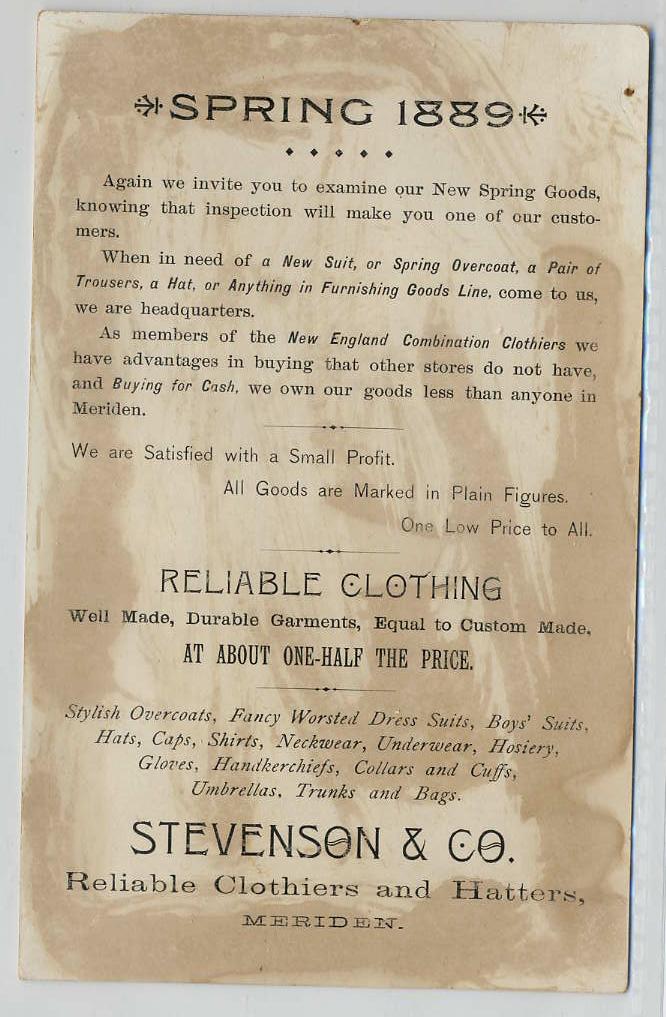 SPRING 1889
Again we invite you to examine our New Spring Goods,
knowing that inspection will make you one of our custo-
mers.
When in need of a New Suit, or Spring Overcoat, a Pair of
Trousers, a Hat, or Anything in Furnishing Goods Line, come to us,
we are headquarters.
As members of the New England Combination Clothiers we
have advantages in buying that other stores do not have,
and Buying for Cash, we own our goods less than anyone in
Meriden.
We are Satisfied with a Small Profit.
All Goods are Marked in Plain Figures.
One Low Price to All.
RELIABLE CLOTHING
Well Made, Durable Garments, Equal to Custom Made,
AT ABOUT ONE-HALF THE PRICE.
Stylish Overcoats, Fancy Worsted Dress Suits, Boys' Suits,
Hats, Caps, Shirts, Neckwear, Underwear, Hosiery,
Gloves, Handkerchiefs, Collars and Cuffs,
Umbrellas, Trunks and Bags.
STEVENSON & CO.
Reliable Clothiers and Hatters,
MERIDEN.